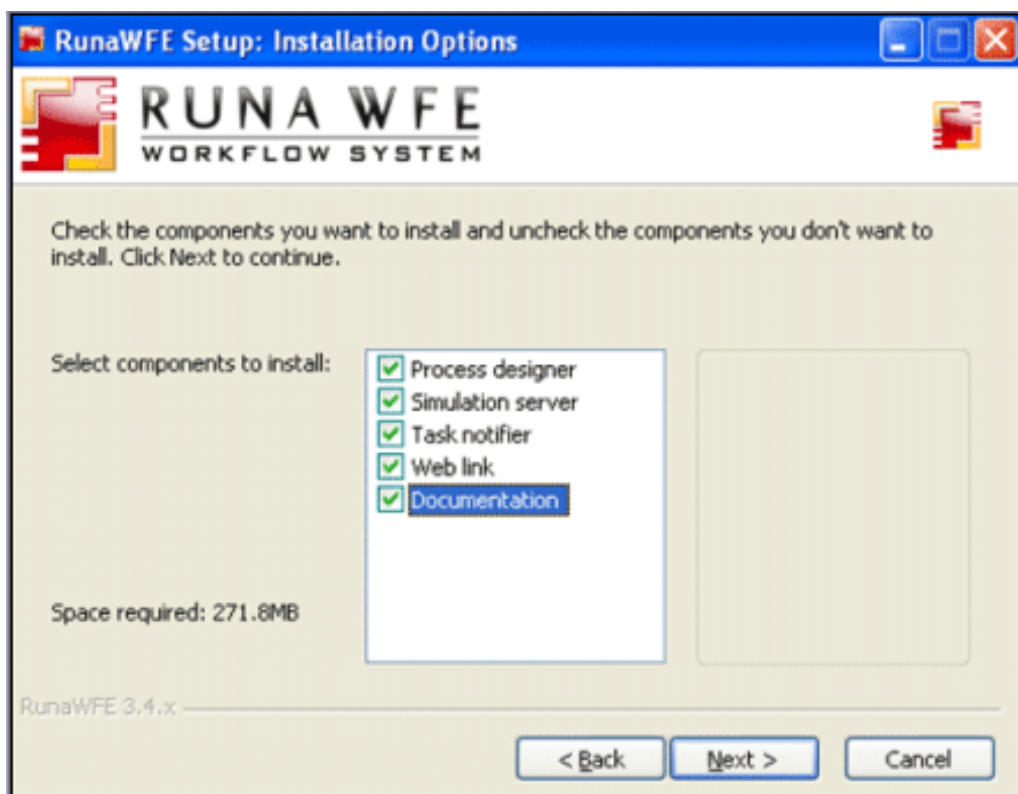 RunaWFE Setup: Installation Options
RUNA WFE
WORKFLOW SYSTEM
Check the components you want to install and uncheck the components you don't want to
install. Click Next to continue.
Select components to install:
Process designer
Simulation server
Task notifier
Web link
Documentation
Space required: 271.8MB
RunaWFE 3.4.x
< Back
Next >
Cancel